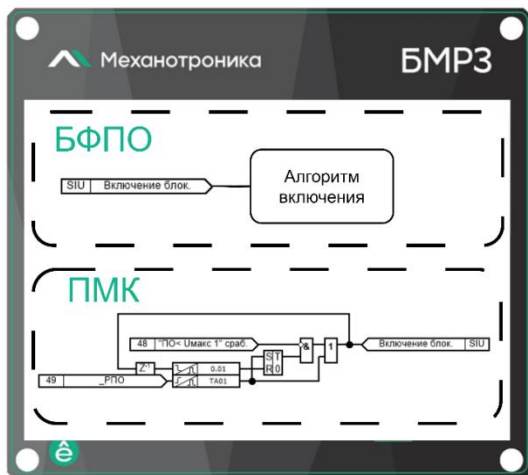 Механотроника
БМРЗ
БФПО
SIU Включение блок.
Алгоритм
включения
ПМК
48 "ПО< Uмакс 1" сраб.
& 1
Включение блок. SIU
S T
R 0
Z⁻¹
0.01
TA01
49 _РПО
ê